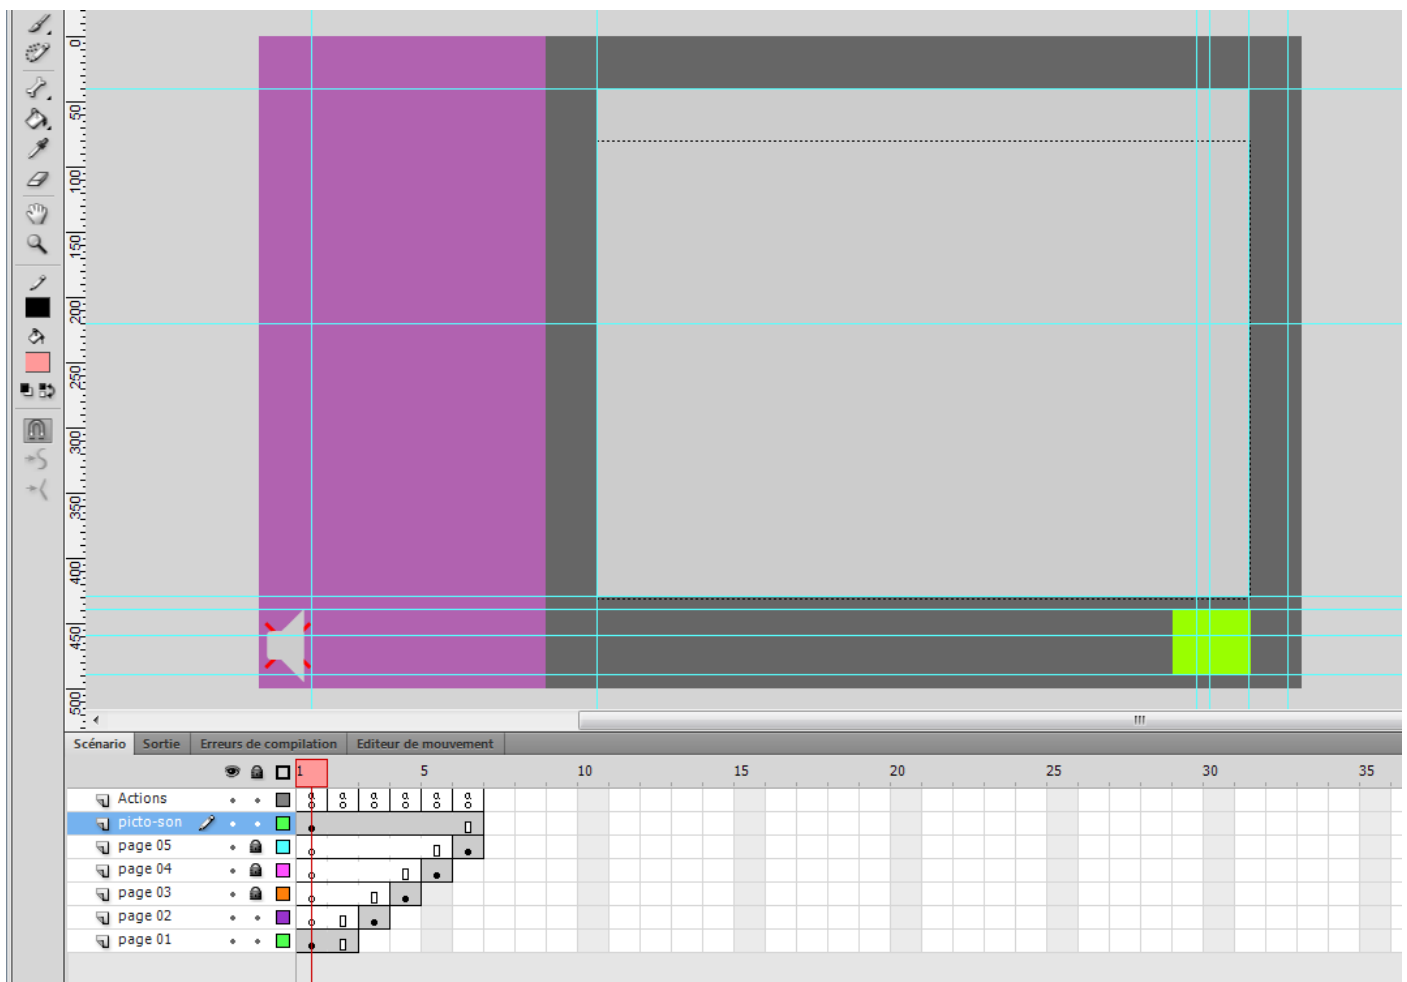 0
50
100
150
200
250
300
350
400
450
500
Scénario Sortie Erreurs de compilation Editeur de mouvement
1 5 10 15 20 25 30 35
Actions
a a a a a a
picto-son
page 05
page 04
page 03
page 02
page 01